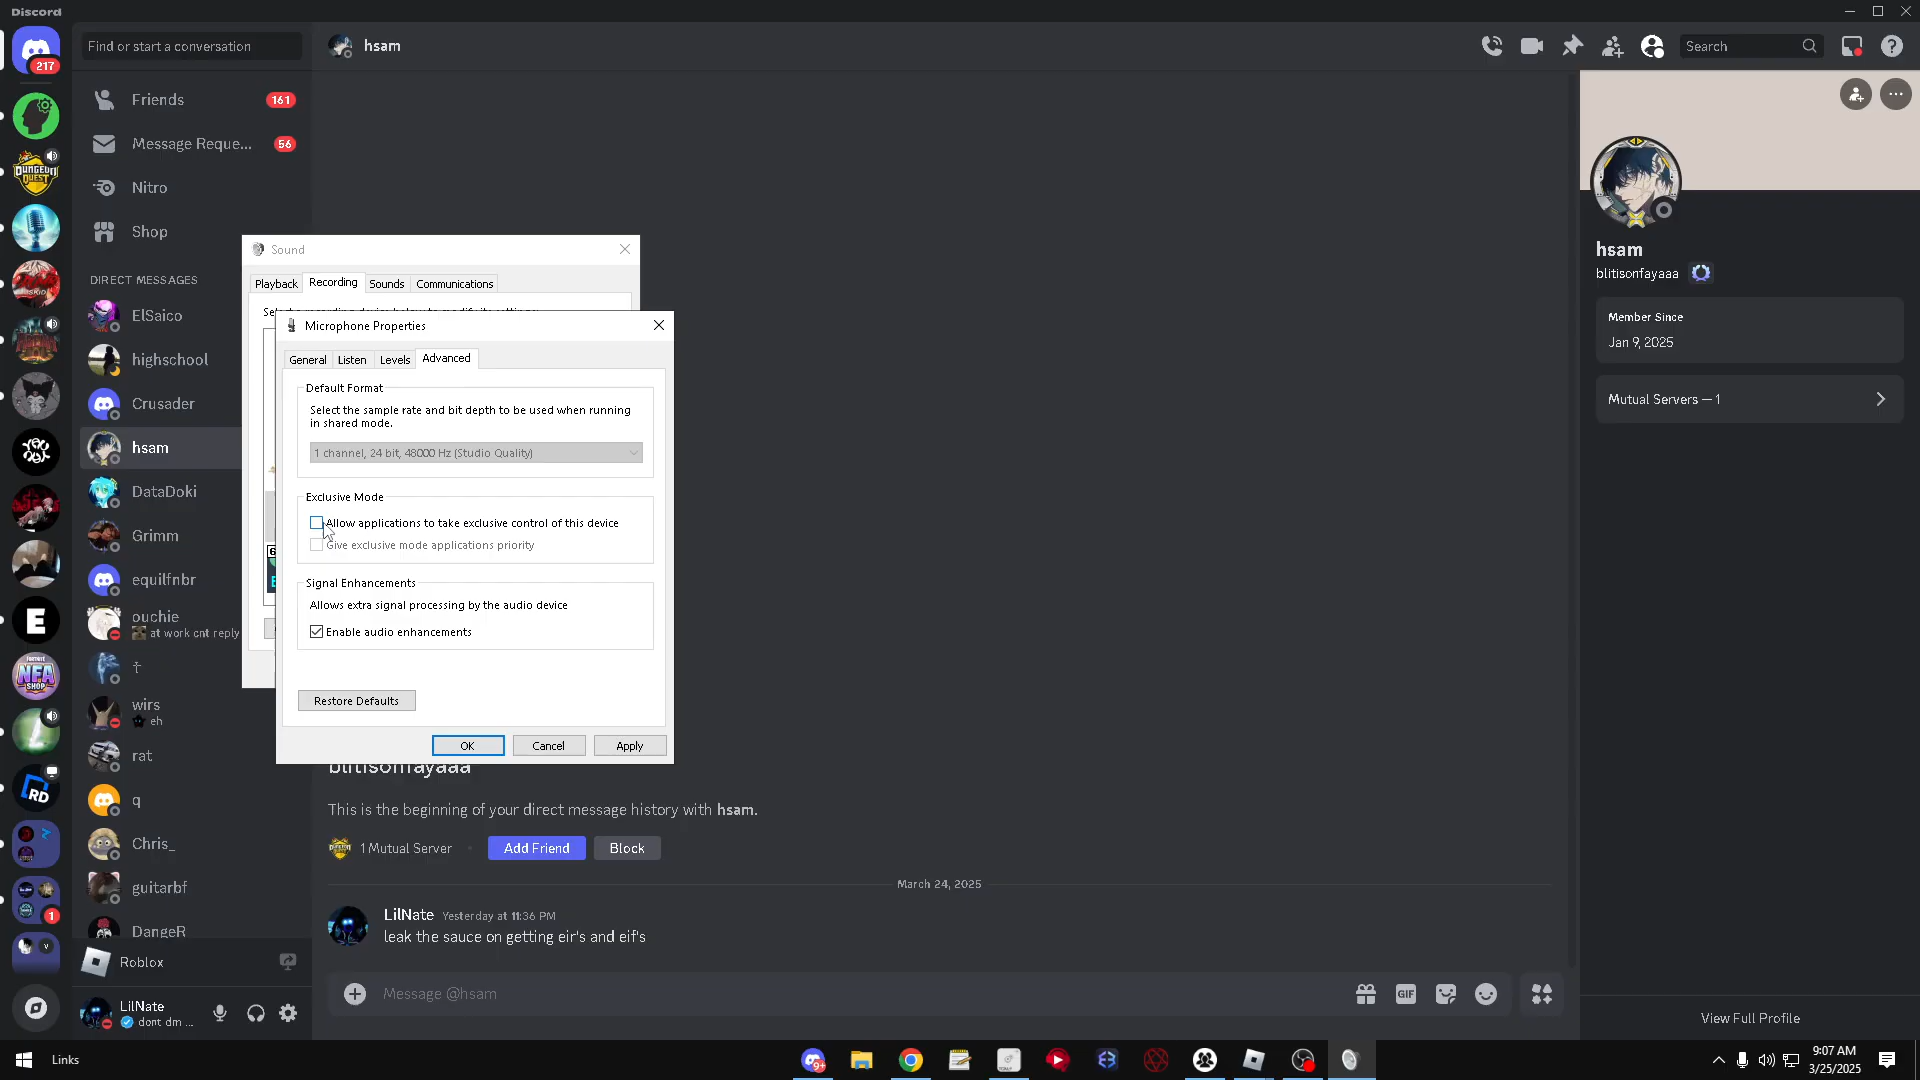 Discord
217
Find or start a conversation
Friends
161
Message Reque...
56
Nitro
Shop
DIRECT MESSAGES
ElSaico
highschool
Crusader
hsam
DataDoki
Grimm
equilfnbr
ouchie
at work cnt reply
wirs
eh
rat
q
Chris_
guitarbf
DangeR
Roblox
LilNate
dont dm ...
DUNGEON
QUEST
E
NFA
SHOP
RD
1
hsam
Search
Sound
Playback
Recording
Sounds
Communications
Microphone Properties
General
Listen
Levels
Advanced
Default Format
Select the sample rate and bit depth to be used when running
in shared mode.
1 channel, 24 bit, 48000 Hz (Studio Quality)
Exclusive Mode
Allow applications to take exclusive control of this device
Give exclusive mode applications priority
Signal Enhancements
Allows extra signal processing by the audio device
Enable audio enhancements
Restore Defaults
OK
Cancel
Apply
blitisonfayaaa
This is the beginning of your direct message history with hsam.
1 Mutual Server
Add Friend
Block
March 24, 2025
LilNate Yesterday at 11:36 PM
leak the sauce on getting eir's and eif's
Message @hsam
GIF
hsam
blitisonfayaaa
Member Since
Jan 9, 2025
Mutual Servers — 1
View Full Profile
Links
9+
9:07 AM
3/25/2025